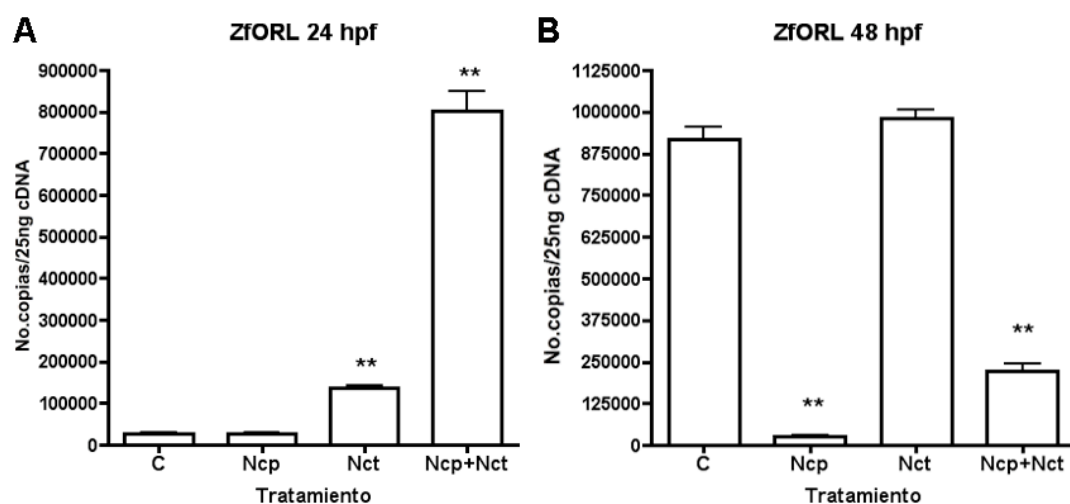 A
ZfORL 24 hpf
No.copias/25ng cDNA
900000
800000
700000
600000
500000
400000
300000
200000
100000
0
**
**
C
Ncp
Nct
Ncp+Nct
Tratamiento
B
ZfORL 48 hpf
No.copias/25ng cDNA
1125000
1000000
875000
750000
625000
500000
375000
250000
125000
0
**
**
C
Ncp
Nct
Ncp+Nct
Tratamiento